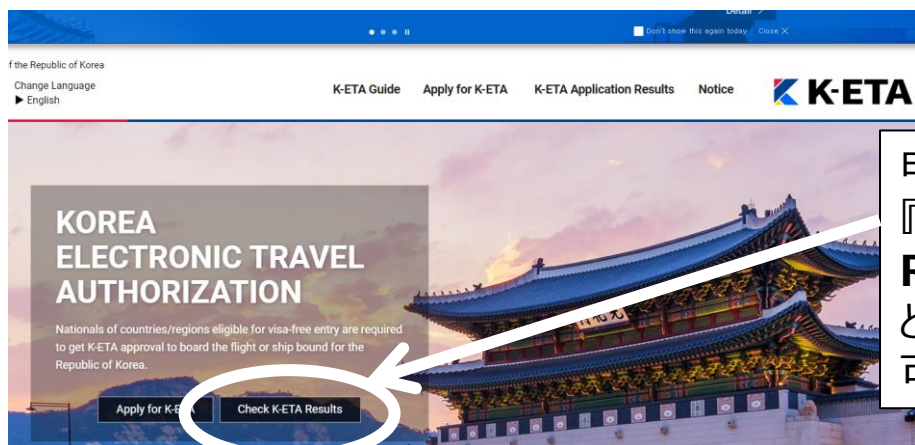 Detail >
Don't show this again today
Close X
f the Republic of Korea
Change Language
▶ English
K-ETA Guide
Apply for K-ETA
K-ETA Application Results
Notice
K-ETA
KOREA
ELECTRONIC TRAVEL
AUTHORIZATION
Nationals of countries/regions eligible for visa-free entry are required
to get K-ETA approval to board the flight or ship bound for the
Republic of Korea.
Apply for K-E
Check K-ETA Results
『
と